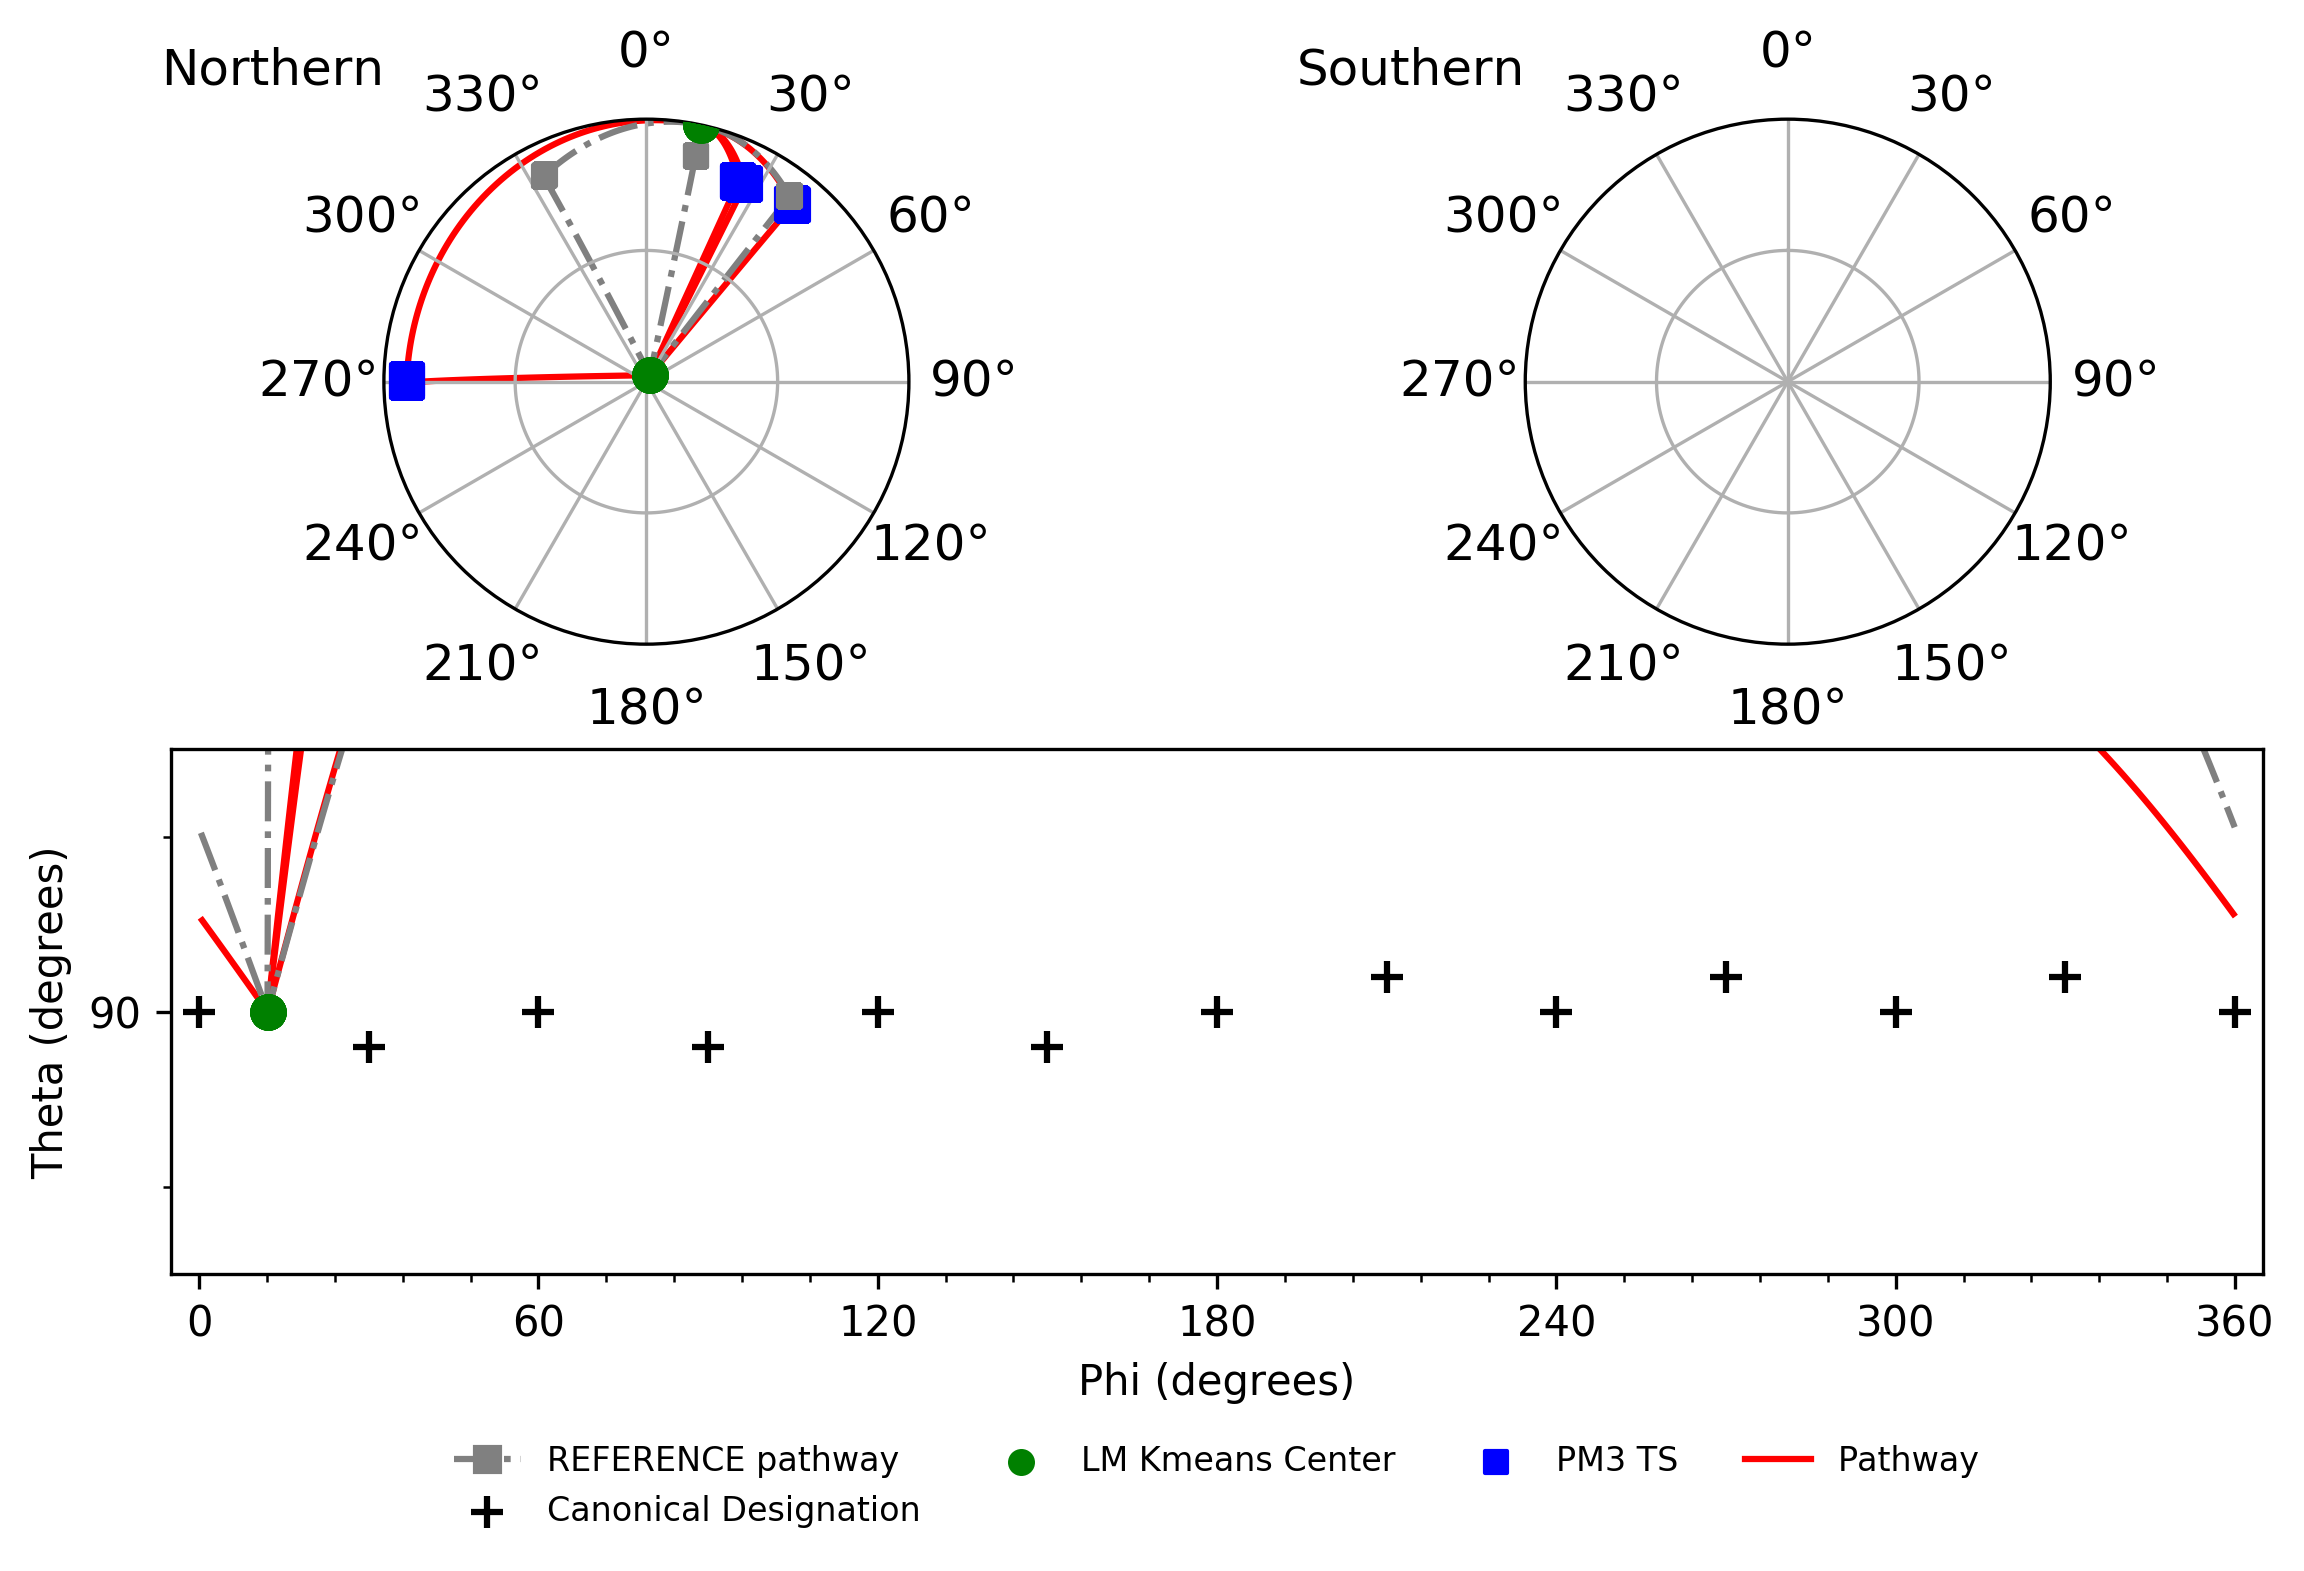 Northern
0°
30°
60°
90°
120°
150°
180°
210°
240°
270°
300°
330°
Southern
0°
30°
60°
90°
120°
150°
180°
210°
240°
270°
300°
330°
Theta (degrees)
90
0 60 120 180 240 300 360
Phi (degrees)
REFERENCE pathway
Canonical Designation
LM Kmeans Center
PM3 TS
Pathway